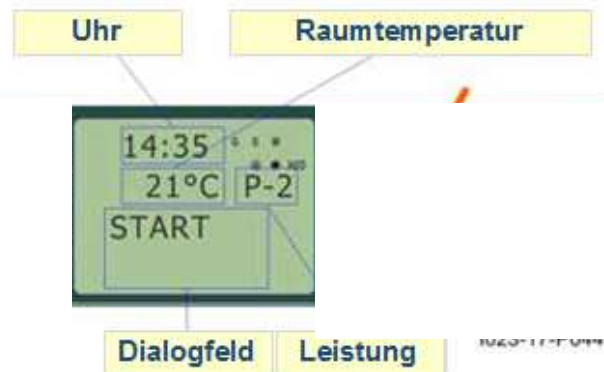 Uhr
Raumtemperatur
14:35
21°C P-2
START
Dialogfeld
Leistung